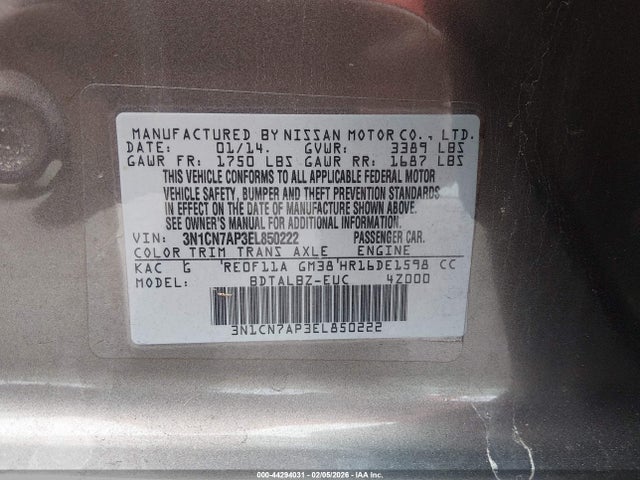 MANUFACTURED BY NISSAN MOTOR CO., LTD.
DATE: 01/14. GVWR: 3389 LBS
GAWR FR: 1750 LBS GAWR RR: 1687 LBS
THIS VEHICLE CONFORMS TO ALL APPLICABLE FEDERAL MOTOR
VEHICLE SAFETY, BUMPER AND THEFT PREVENTION STANDARDS
IN EFFECT ON THE DATE OF MANUFACTURE SHOWN ABOVE.
SEE OWNER'S MANUAL FOR ADDITIONAL INFORMATION.
VIN: 3N1CN7AP3EL850222 PASSENGER CAR.
COLOR TRIM TRANS AXLE ENGINE
KAC G 'RE0F11A GM38'HR16DE1598 CC
MODEL: BDTALBZ-EUC 4Z000
3N1CN7AP3EL850222
000-44294031 — 02/05/2026 — IAA Inc.